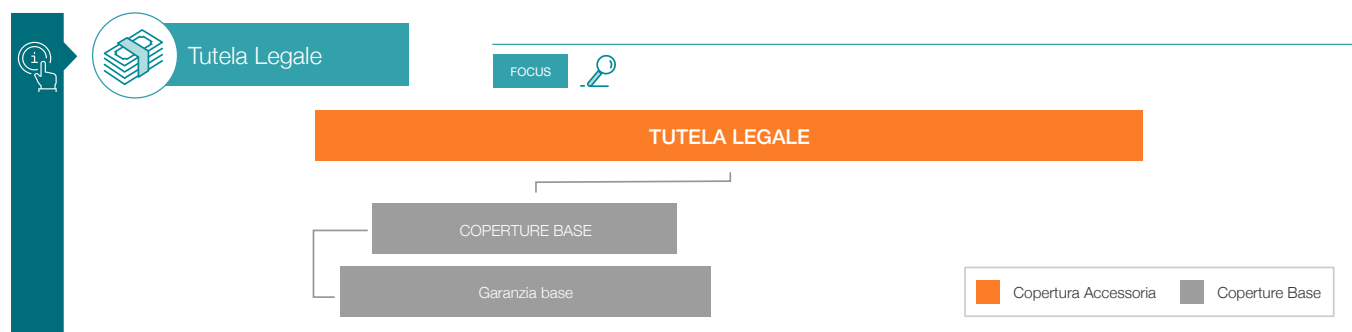 Tutela Legale
FOCUS
TUTELA LEGALE
COPERTURE BASE
Garanzia base
Copertura Accessoria
Coperture Base